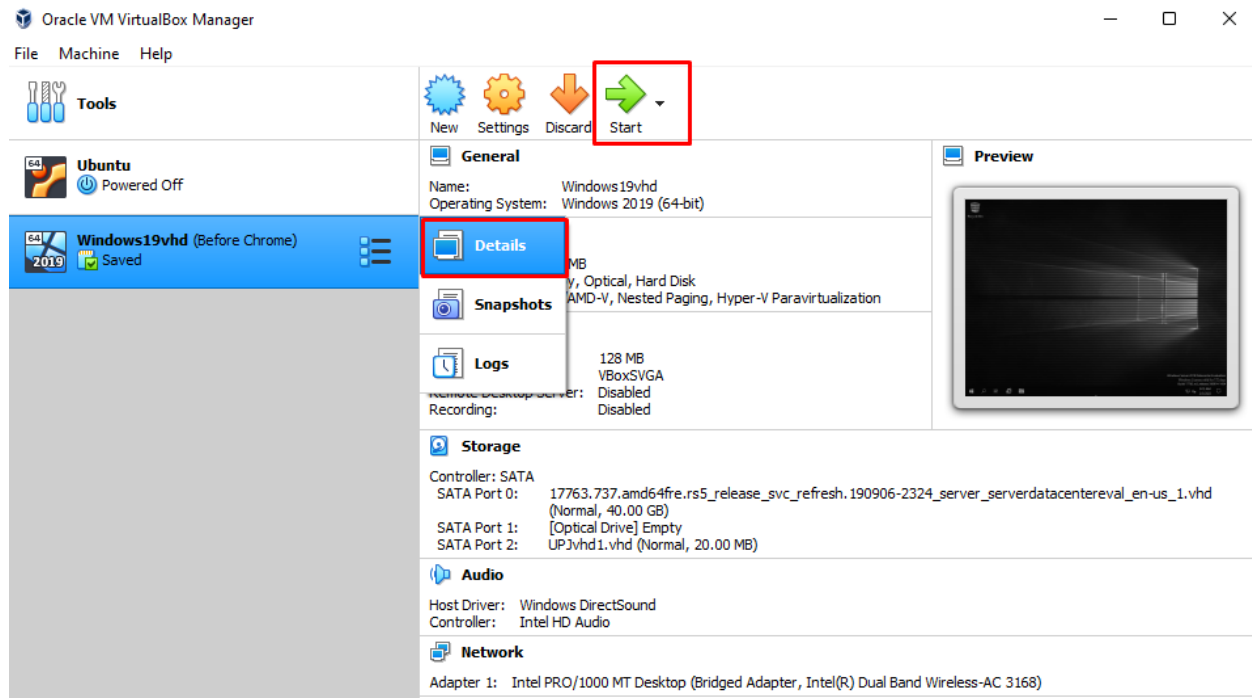 Oracle VM VirtualBox Manager
File Machine Help
Tools
New Settings Discard Start
64
Ubuntu
Powered Off
64
2019
Windows19vhd (Before Chrome)
Saved
General
Name: Windows19vhd
Operating System: Windows 2019 (64-bit)
Details
Snapshots
Logs
MB
y, Optical, Hard Disk
AMD-V, Nested Paging, Hyper-V Paravirtualization
128 MB
VBoxSVGA
Remote Desktop Server: Disabled
Recording: Disabled
Preview
Storage
Controller: SATA
SATA Port 0: 17763.737.amd64fre.rs5_release_svc_refresh.190906-2324_server_serverdatacentereval_en-us_1.vhd
(Normal, 40.00 GB)
SATA Port 1: [Optical Drive] Empty
SATA Port 2: UPJvhd1.vhd (Normal, 20.00 MB)
Audio
Host Driver: Windows DirectSound
Controller: Intel HD Audio
Network
Adapter 1: Intel PRO/1000 MT Desktop (Bridged Adapter, Intel(R) Dual Band Wireless-AC 3168)